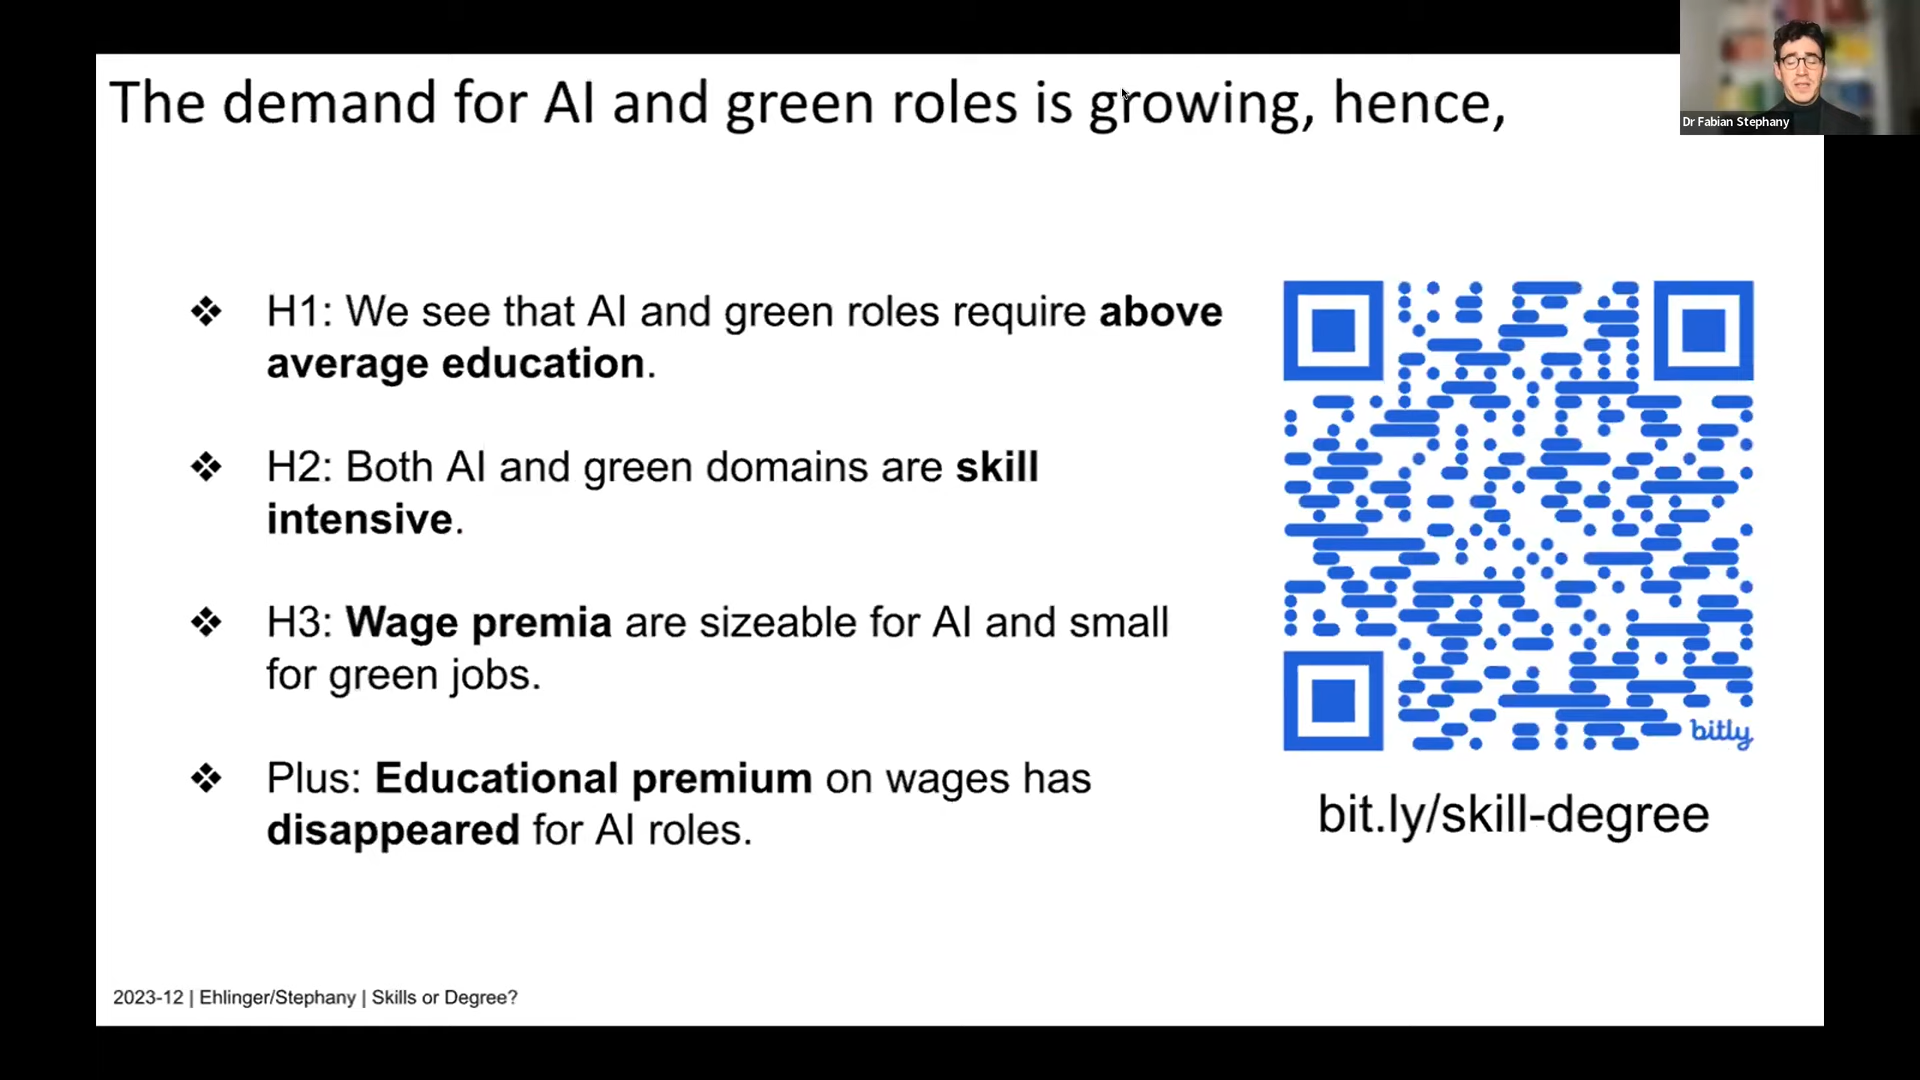 The demand for AI and green roles is growing, hence,
Dr Fabian Stephany
❖ H1: We see that AI and green roles require above
average education.
❖ H2: Both AI and green domains are skill
intensive.
❖ H3: Wage premia are sizeable for AI and small
for green jobs.
❖ Plus: Educational premium on wages has
disappeared for AI roles.
bitly
bit.ly/skill-degree
2023-12 | Ehlinger/Stephany | Skills or Degree?